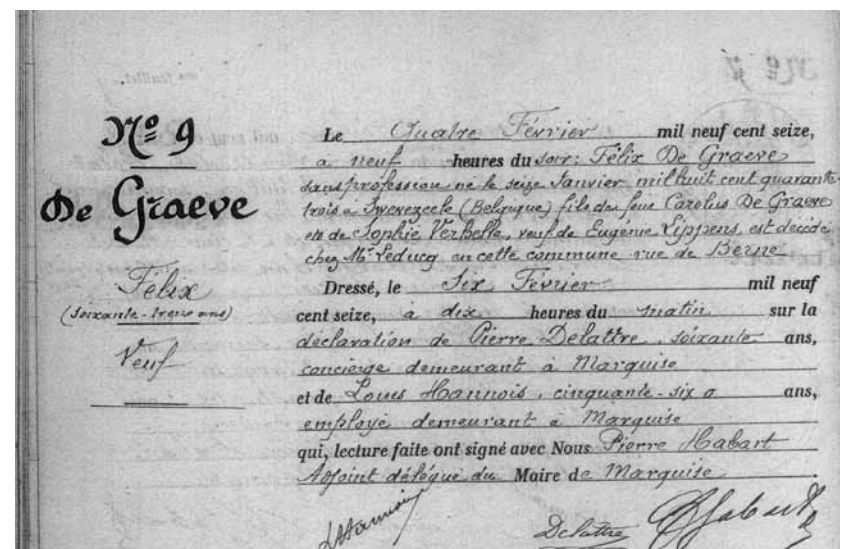 Nº 9
De Graeve
Félix
(Soixante-treize ans)
Veuf
Le Quatre Février mil neuf cent seize,
à neuf heures du soir: Félix De Graeve
sans profession né le seize Janvier mil huit cent quarante-
trois à (Belgique) fils des feus Carolus De Graeve
et de Sophie Verbelle, veuf de Eugénie Lippens, est décédé
chez Mr Leducq en cette commune rue de Berne
Dressé, le Six Février mil neuf
cent seize, à dix heures du matin sur la
déclaration de Pierre Delattre, soixante ans,
concierge demeurant à Marquise
et de Louis Hannois, cinquante-six ans,
employé demeurant à Marquise
qui, lecture faite ont signé avec Nous Pierre Habart
Adjoint délégué du Maire de Marquise
LHannois
Delattre
PHabart